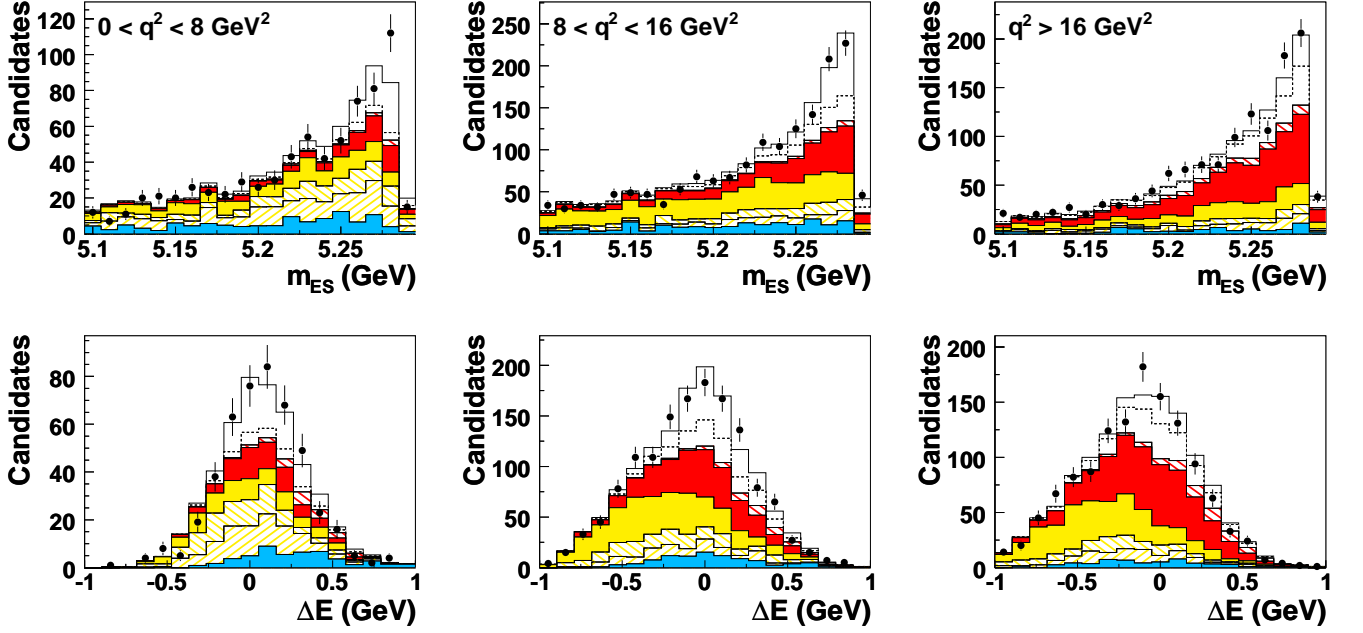 Candidates
0 < q² < 8 GeV²
120
100
80
60
40
20
0
5.1 5.15 5.2 5.25
m_ES (GeV)
Candidates
8 < q² < 16 GeV²
250
200
150
100
50
0
5.1 5.15 5.2 5.25
m_ES (GeV)
Candidates
q² > 16 GeV²
200
150
100
50
0
5.1 5.15 5.2 5.25
m_ES (GeV)
Candidates
80
60
40
20
0
-1 -0.5 0 0.5 1
ΔE (GeV)
Candidates
200
150
100
50
0
-1 -0.5 0 0.5 1
ΔE (GeV)
Candidates
200
150
100
50
0
-1 -0.5 0 0.5 1
ΔE (GeV)